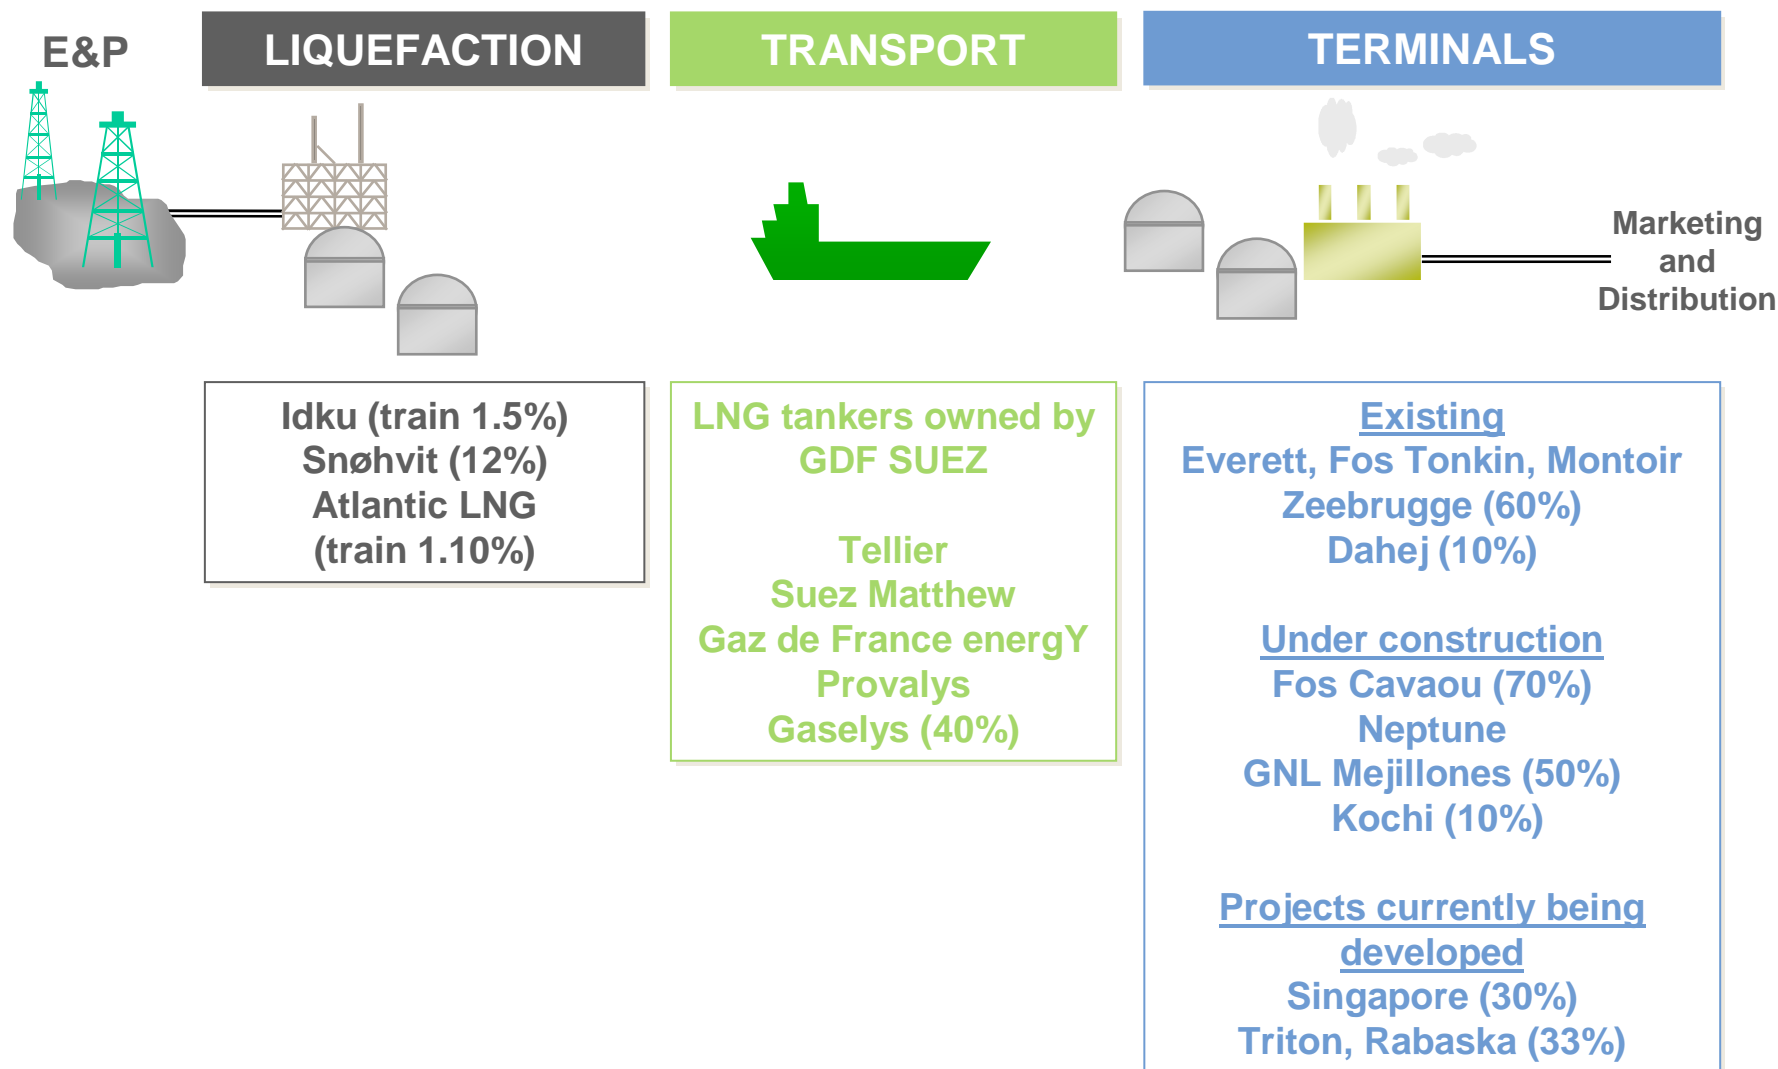 E&P
LIQUEFACTION
TRANSPORT
TERMINALS
Marketing
and
Distribution
Idku (train 1.5%)
Snøhvit (12%)
Atlantic LNG
(train 1.10%)
LNG tankers owned by
GDF SUEZ
Tellier
Suez Matthew
Gaz de France energY
Provalys
Gaselys (40%)
Existing
Everett, Fos Tonkin, Montoir
Zeebrugge (60%)
Dahej (10%)
Under construction
Fos Cavaou (70%)
Neptune
GNL Mejillones (50%)
Kochi (10%)
Projects currently being
developed
Singapore (30%)
Triton, Rabaska (33%)